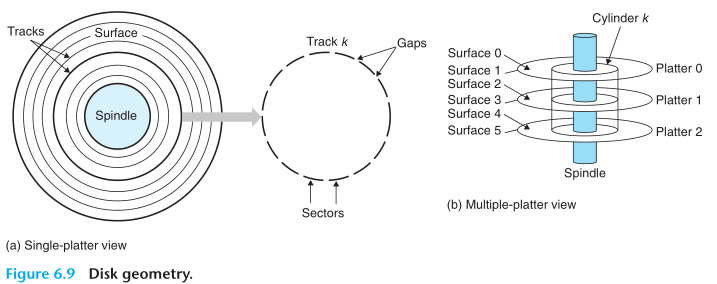 Tracks
Surface
Spindle
Track k
Gaps
Sectors
(a) Single-platter view
Cylinder k
Surface 0
Surface 1
Surface 2
Surface 3
Surface 4
Surface 5
Platter 0
Platter 1
Platter 2
Spindle
(b) Multiple-platter view
Figure 6.9 Disk geometry.